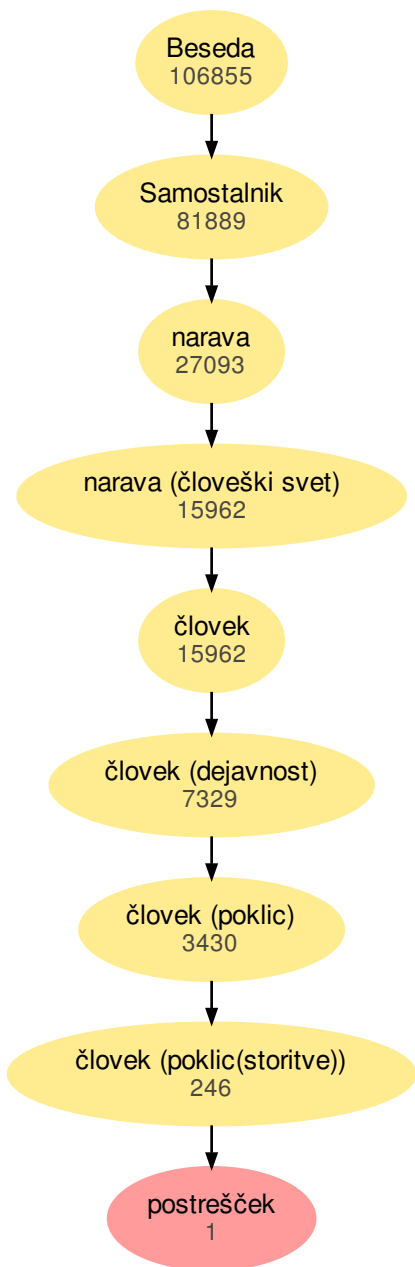 Beseda
106855
Samostalnik
81889
narava
27093
narava (človeški svet)
15962
človek
15962
človek (dejavnost)
7329
človek (poklic)
3430
človek (poklic(storitve))
246
postrešček
1